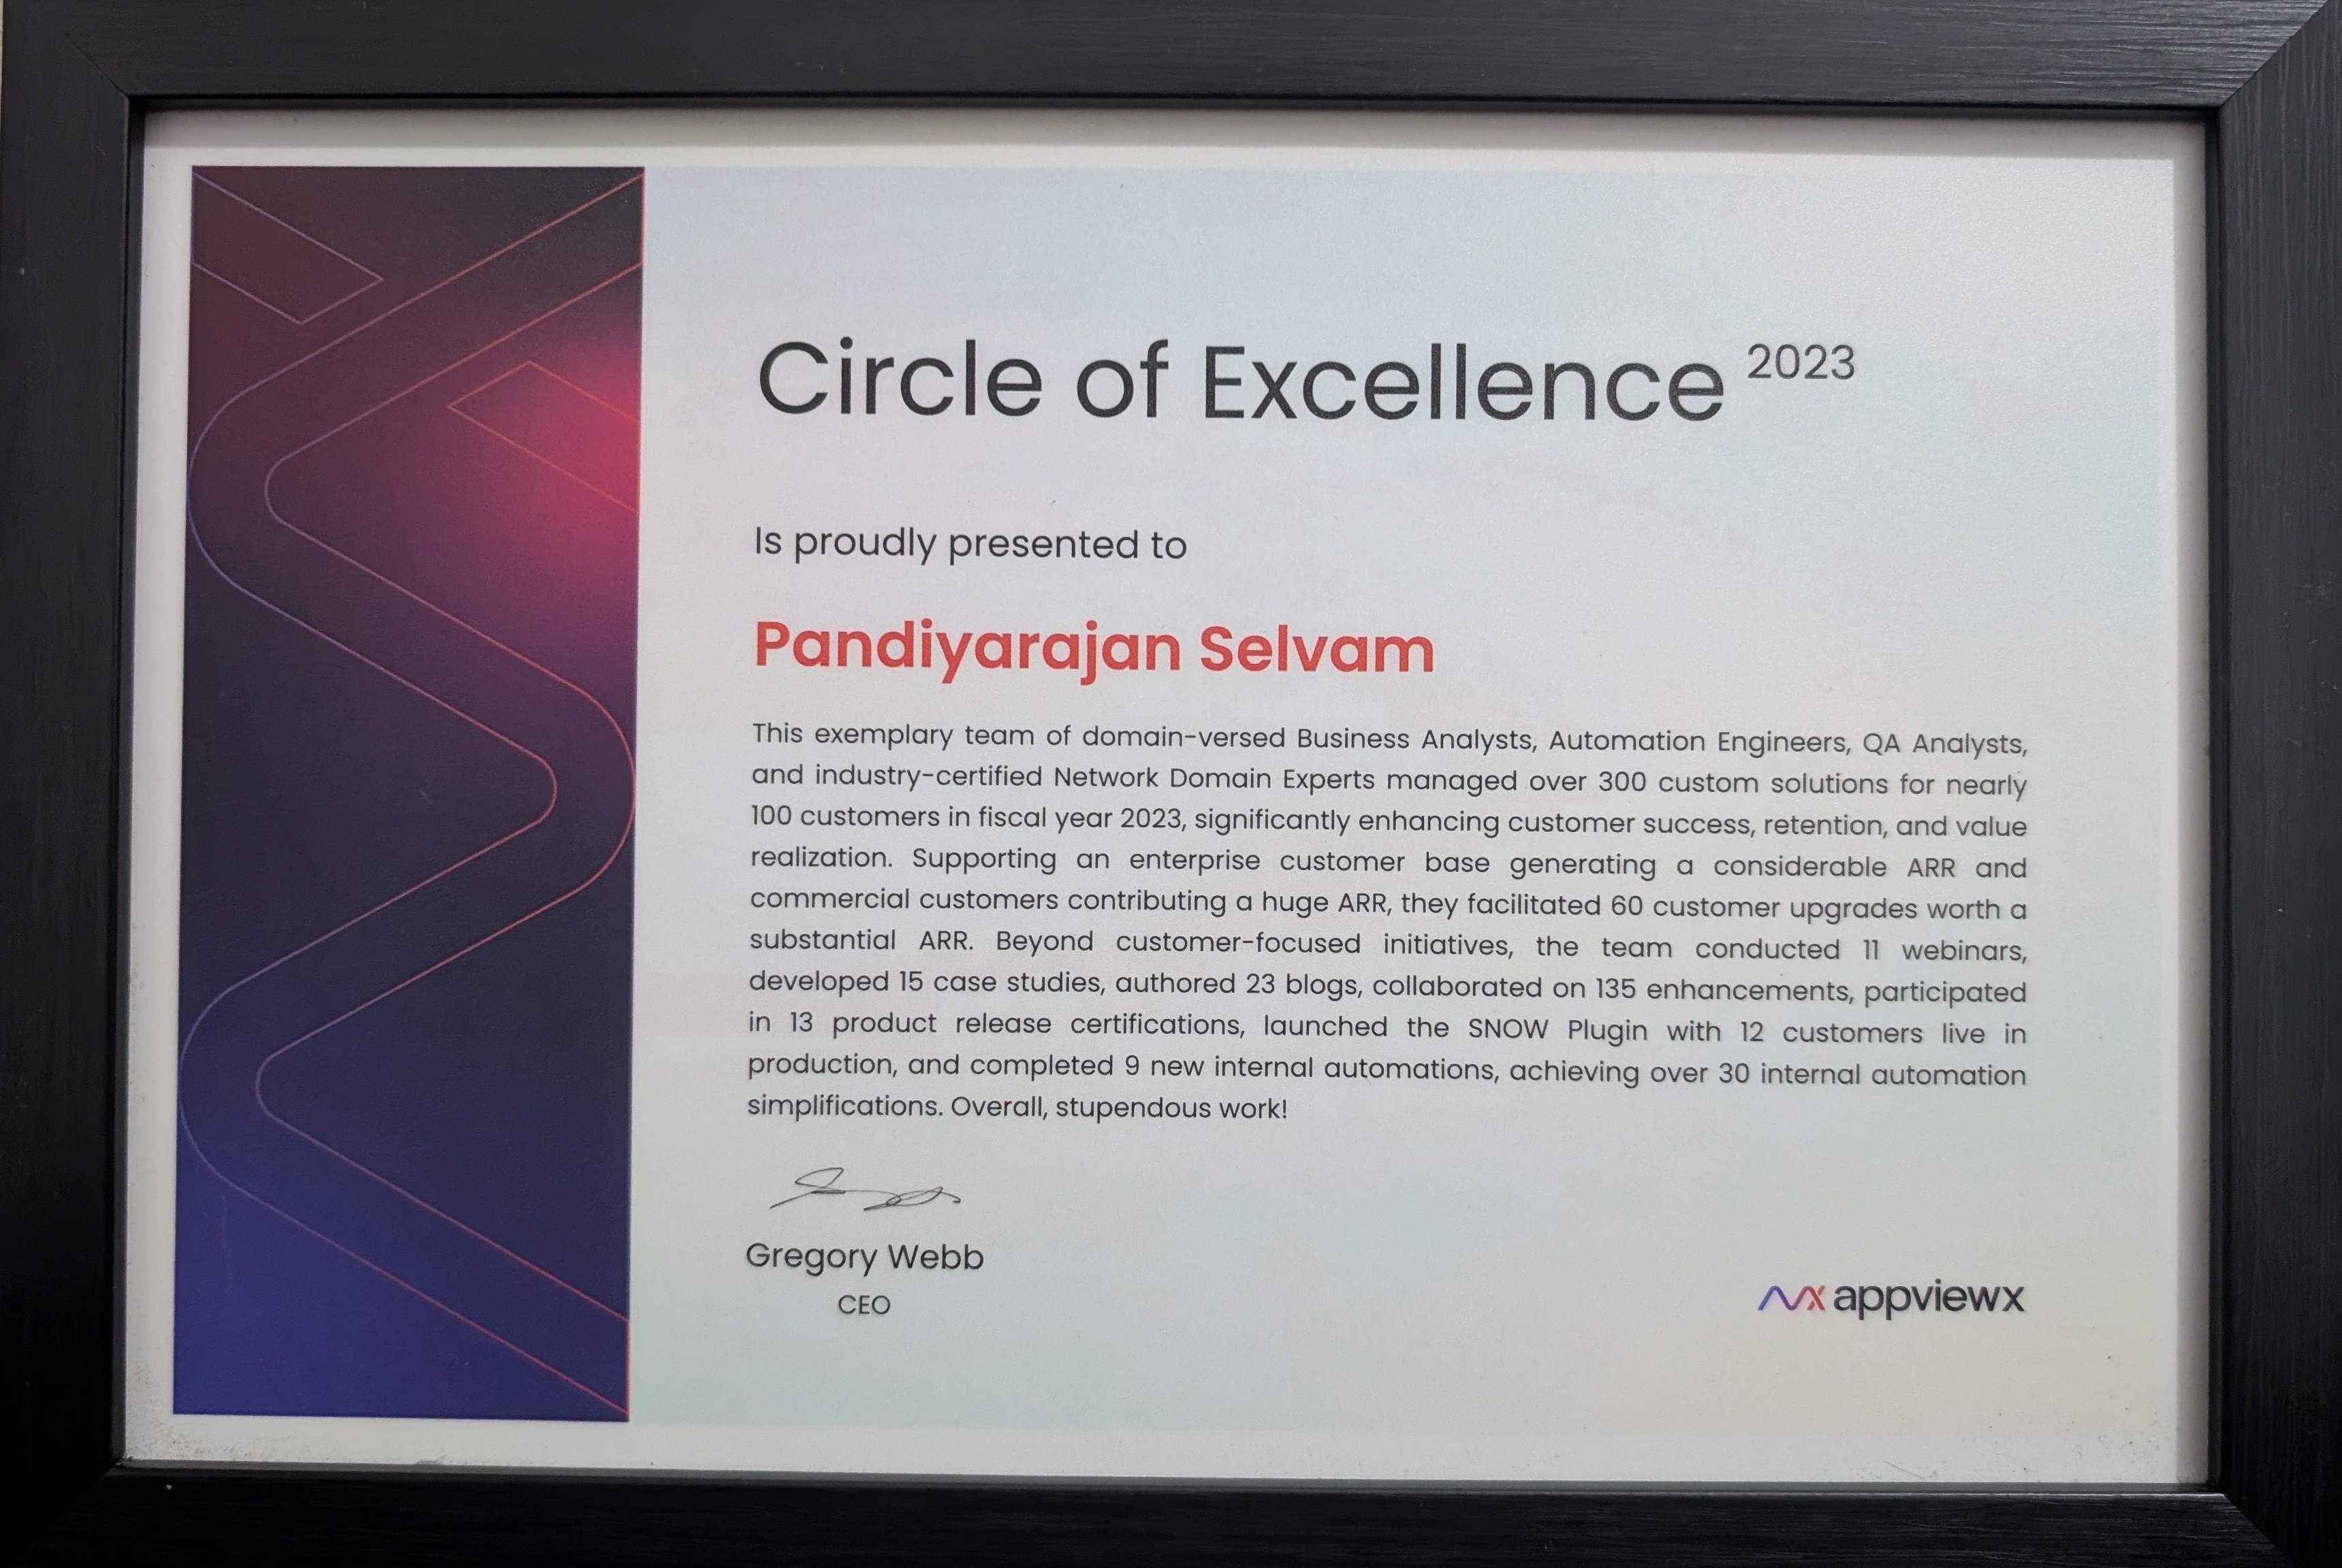 Circle of Excellence 2023
Is proudly presented to
Pandiyarajan Selvam
This exemplary team of domain-versed Business Analysts, Automation Engineers, QA Analysts,
and industry-certified Network Domain Experts managed over 300 custom solutions for nearly
100 customers in fiscal year 2023, significantly enhancing customer success, retention, and value
realization. Supporting an enterprise customer base generating a considerable ARR and
commercial customers contributing a huge ARR, they facilitated 60 customer upgrades worth a
substantial ARR. Beyond customer-focused initiatives, the team conducted 11 webinars,
developed 15 case studies, authored 23 blogs, collaborated on 135 enhancements, participated
in 13 product release certifications, launched the SNOW Plugin with 12 customers live in
production, and completed 9 new internal automations, achieving over 30 internal automation
simplifications. Overall, stupendous work!
Gregory Webb
CEO
appviewx